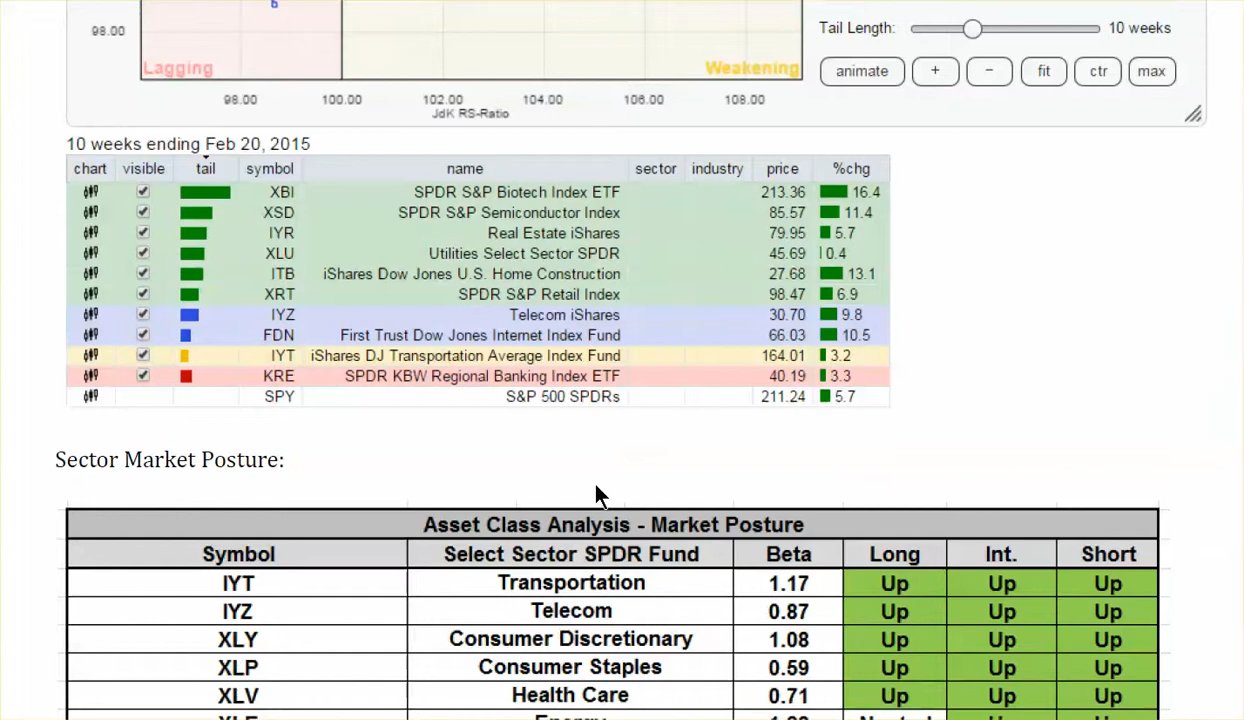 98.00
Lagging
Weakening
98.00 100.00 102.00 104.00 106.00 108.00
JdK RS-Ratio
Tail Length: 10 weeks
animate + − fit ctr max
10 weeks ending Feb 20, 2015
chart visible tail symbol name sector industry price %chg
XBI SPDR S&P Biotech Index ETF 213.36 16.4
XSD SPDR S&P Semiconductor Index 85.57 11.4
IYR Real Estate iShares 79.95 5.7
XLU Utilities Select Sector SPDR 45.69 0.4
ITB iShares Dow Jones U.S. Home Construction 27.68 13.1
XRT SPDR S&P Retail Index 98.47 6.9
IYZ Telecom iShares 30.70 9.8
FDN First Trust Dow Jones Internet Index Fund 66.03 10.5
IYT iShares DJ Transportation Average Index Fund 164.01 3.2
KRE SPDR KBW Regional Banking Index ETF 40.19 3.3
SPY S&P 500 SPDRs 211.24 5.7
Sector Market Posture:
Asset Class Analysis - Market Posture
Symbol Select Sector SPDR Fund Beta Long Int. Short
IYT Transportation 1.17 Up Up Up
IYZ Telecom 0.87 Up Up Up
XLY Consumer Discretionary 1.08 Up Up Up
XLP Consumer Staples 0.59 Up Up Up
XLV Health Care 0.71 Up Up Up